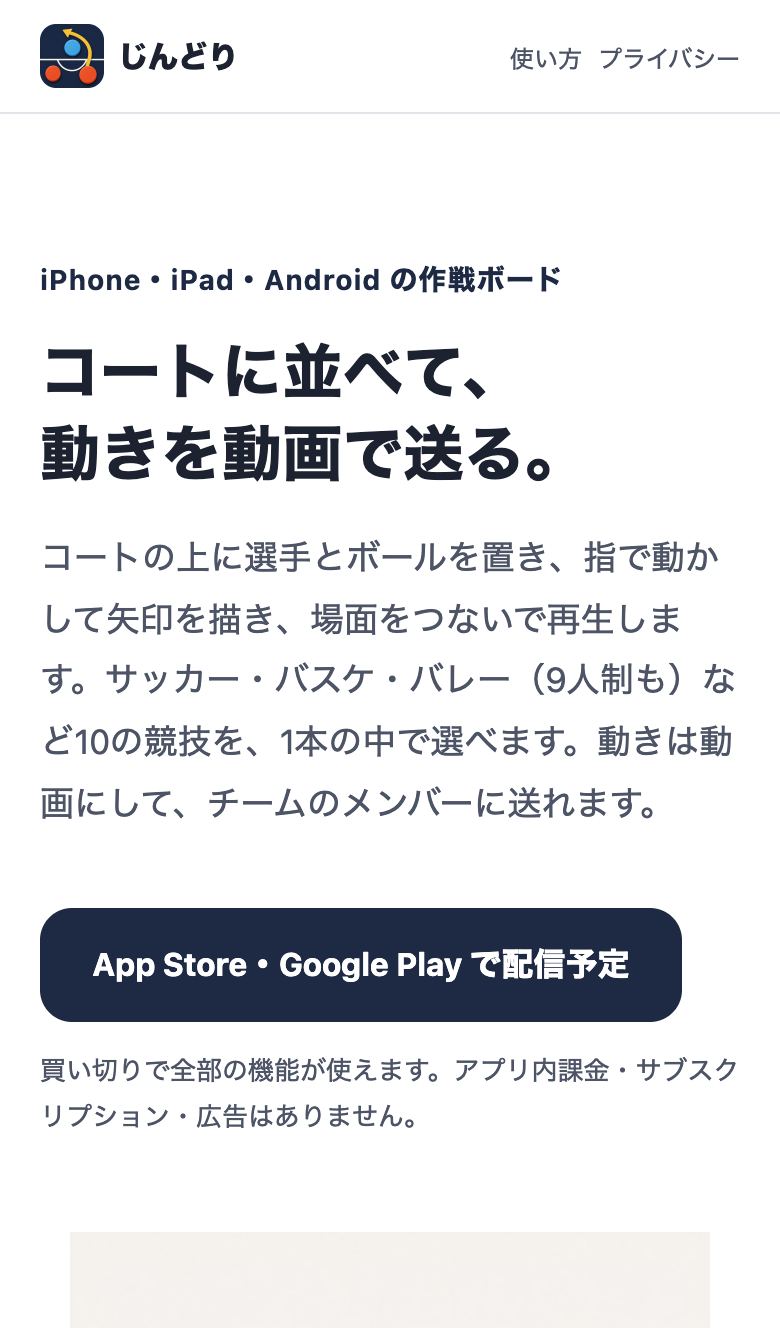 じんどり
使い方 プライバシー
iPhone・iPad・Android の作戦ボード
コートに並べて、
動きを動画で送る。
コートの上に選手とボールを置き、指で動か
して矢印を描き、場面をつないで再生しま
す。サッカー・バスケ・バレー（9人制も）な
ど10の競技を、1本の中で選べます。動きは動
画にして、チームのメンバーに送れます。
App Store・Google Play で配信予定
買い切りで全部の機能が使えます。アプリ内課金・サブスク
リプション・広告はありません。